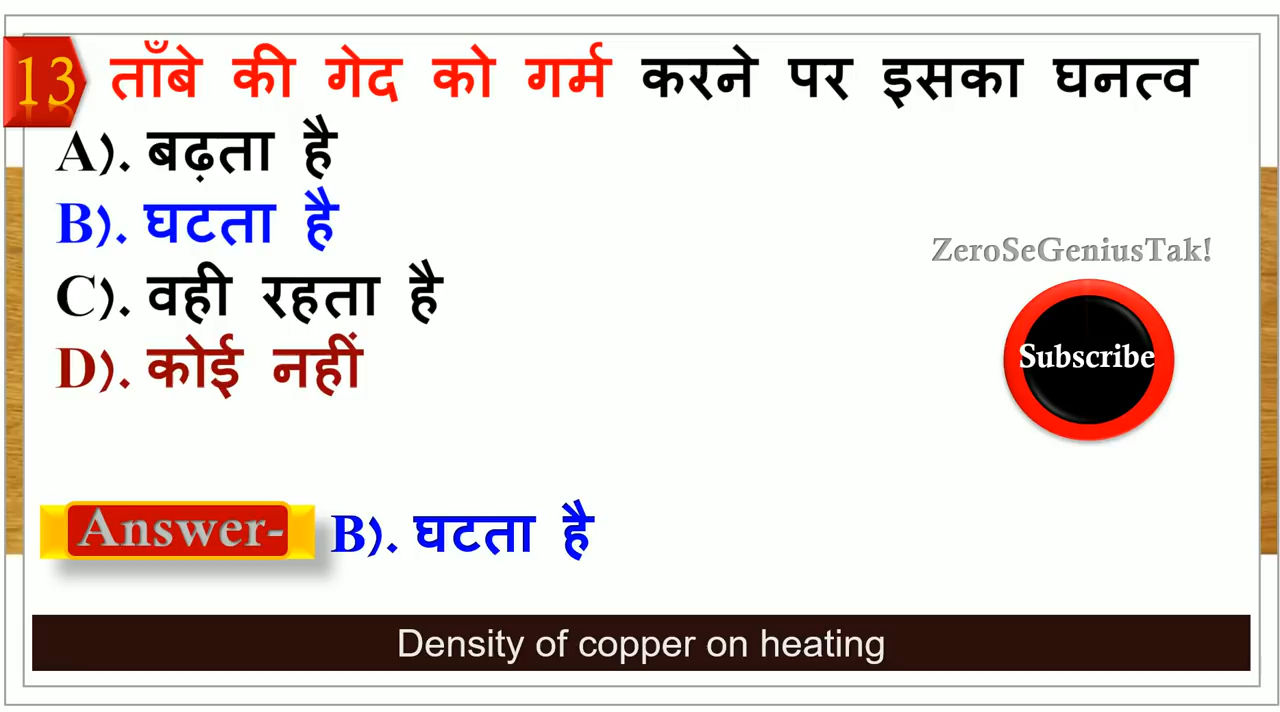 13 ताँबे की गेद को गर्म करने पर इसका घनत्व
A). बढ़ता है
B). घटता है
C). वही रहता है
D). कोई नहीं
ZeroSeGeniusTak!
Subscribe
Answer- B). घटता है
Density of copper on heating